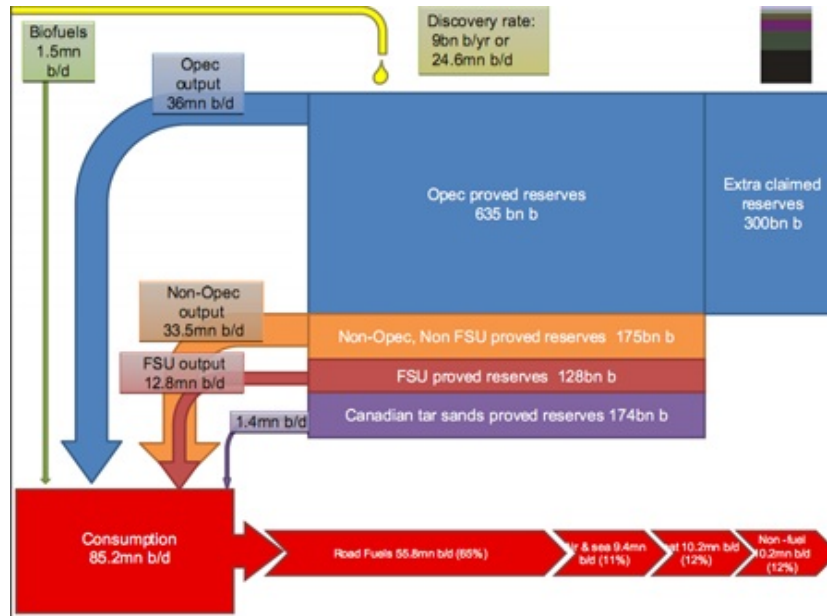 Biofuels
1.5mn
b/d
Opec
output
36mn b/d
Discovery rate:
9bn b/yr or
24.6mn b/d
Opec proved reserves
635 bn b
Extra claimed
reserves
300bn b
Non-Opec
output
33.5mn b/d
Non-Opec, Non FSU proved reserves 175bn b
FSU output
12.8mn b/d
FSU proved reserves 128bn b
1.4mn b/d
Canadian tar sands proved reserves 174bn b
Consumption
85.2mn b/d
Road Fuels 55.8mn b/d (65%)
& sea 9.4mn
b/d (11%)
10.2mn b/d
(12%)
Non -fuel
10.2mn b/d
(12%)